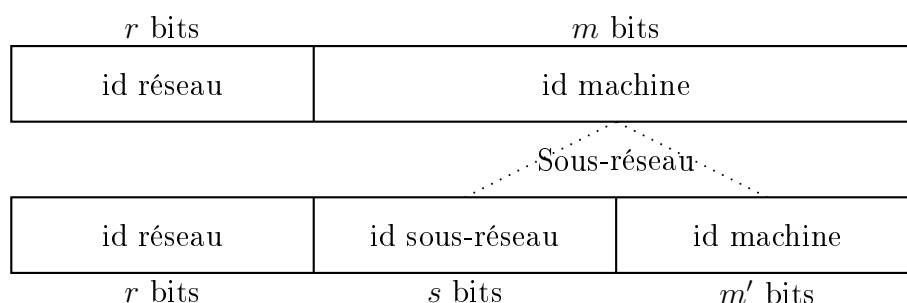 r bits m bits
id réseau id machine
Sous-réseau
id réseau id sous-réseau id machine
r bits s bits m′ bits